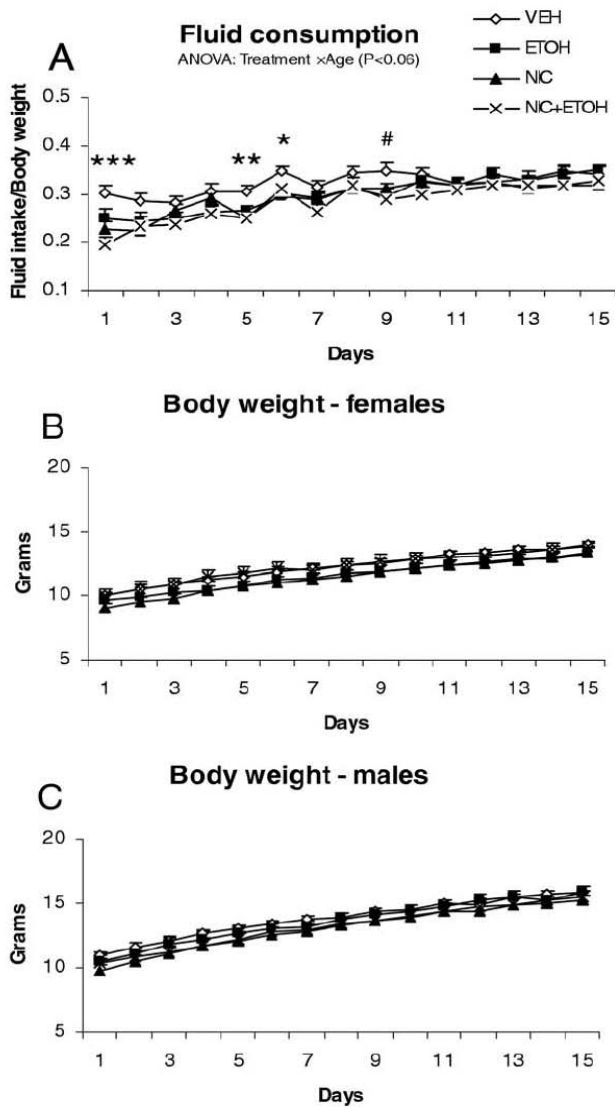 A
Fluid consumption
ANOVA: Treatment ×Age (P<0.06)
VEH
ETOH
NIC
NIC+ETOH
Fluid intake/Body weight
0.5
0.4
0.3
0.2
0.1
*** ** * #
1 3 5 7 9 11 13 15
Days
Body weight - females
B
Grams
20
15
10
5
1 3 5 7 9 11 13 15
Days
Body weight - males
C
Grams
20
15
10
5
1 3 5 7 9 11 13 15
Days